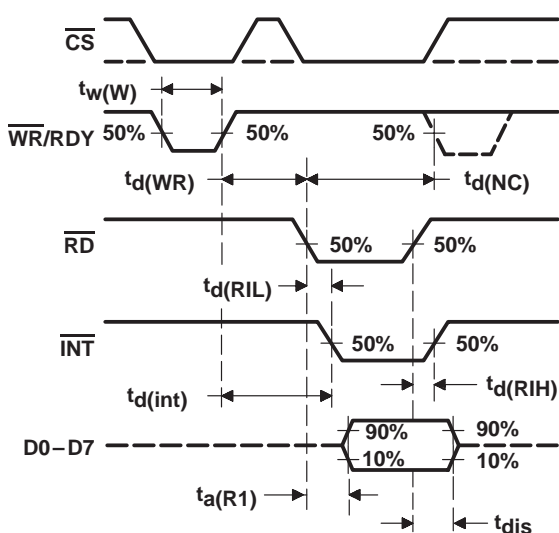 CS
tw(W)
WR/RDY 50% 50% 50%
td(WR) td(NC)
RD 50% 50%
td(RIL)
INT 50% 50%
td(int) td(RIH)
D0–D7 90% 90%
10% 10%
ta(R1)
tdis